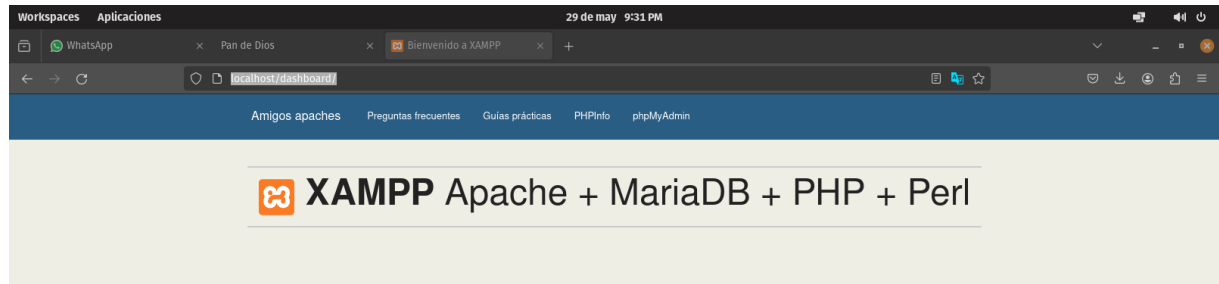 Workspaces Aplicaciones 29 de may 9:31 PM
WhatsApp Pan de Dios Bienvenido a XAMPP
localhost/dashboard/
Amigos apaches Preguntas frecuentes Guías prácticas PHPInfo phpMyAdmin
XAMPP Apache + MariaDB + PHP + Perl